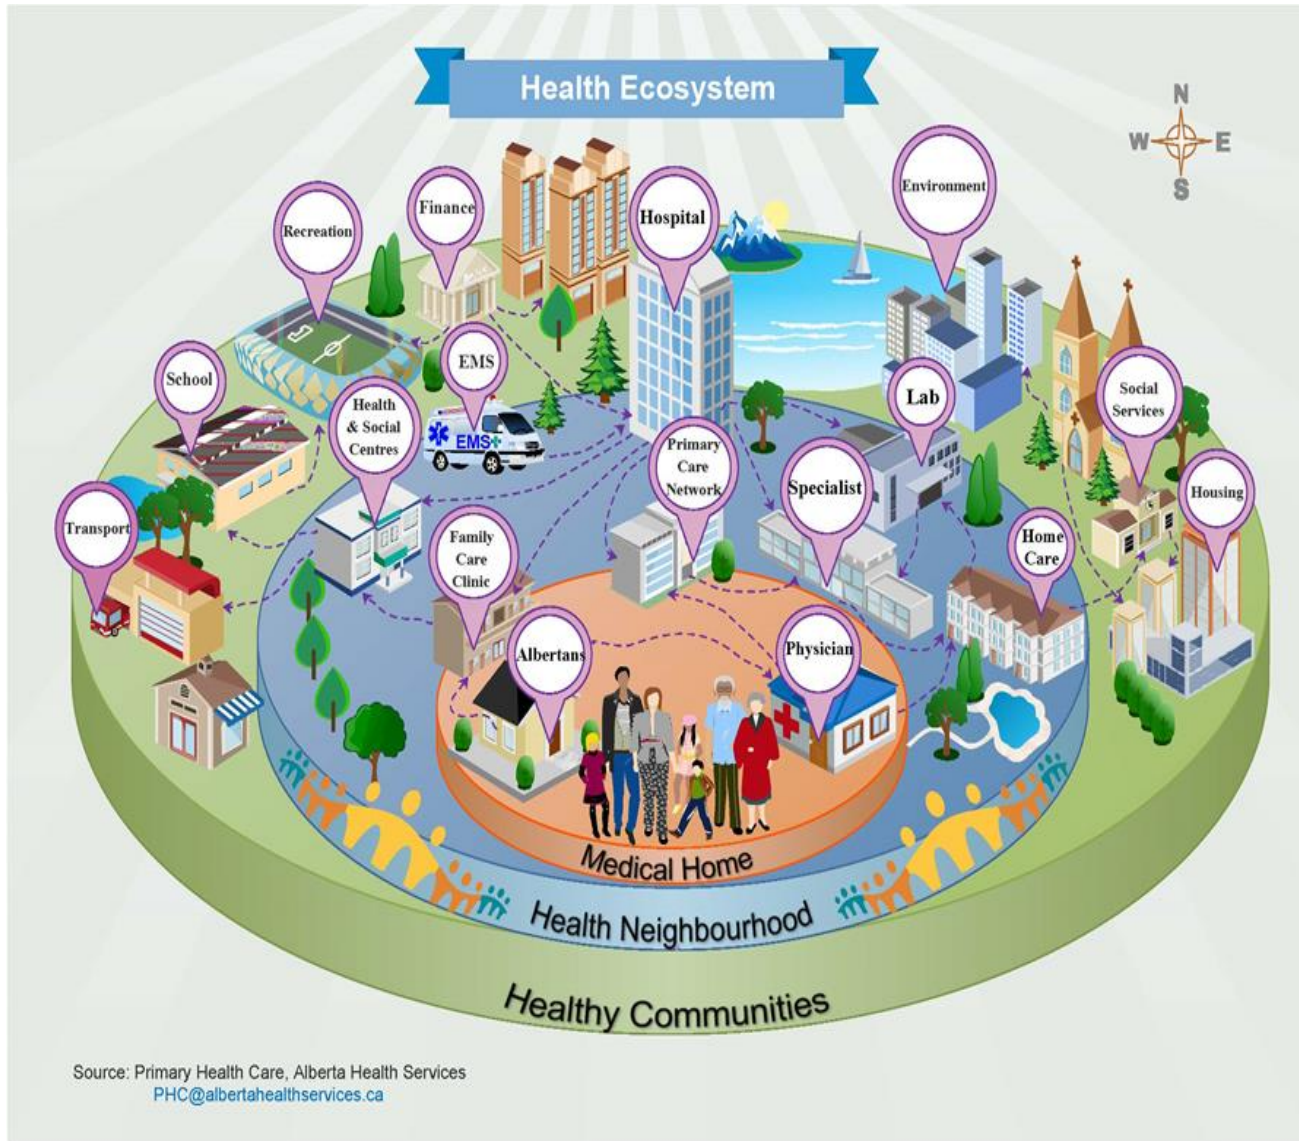 Health Ecosystem
N
W E
S
Environment
Finance
Hospital
Recreation
EMS
School
Lab
Social
Services
Health
& Social
Centres
EMS
Primary
Care
Network
Specialist
Housing
Transport
Family
Care
Clinic
Home
Care
Albertans
Physician
Medical Home
Health Neighbourhood
Healthy Communities
Source: Primary Health Care, Alberta Health Services
PHC@albertahealthservices.ca